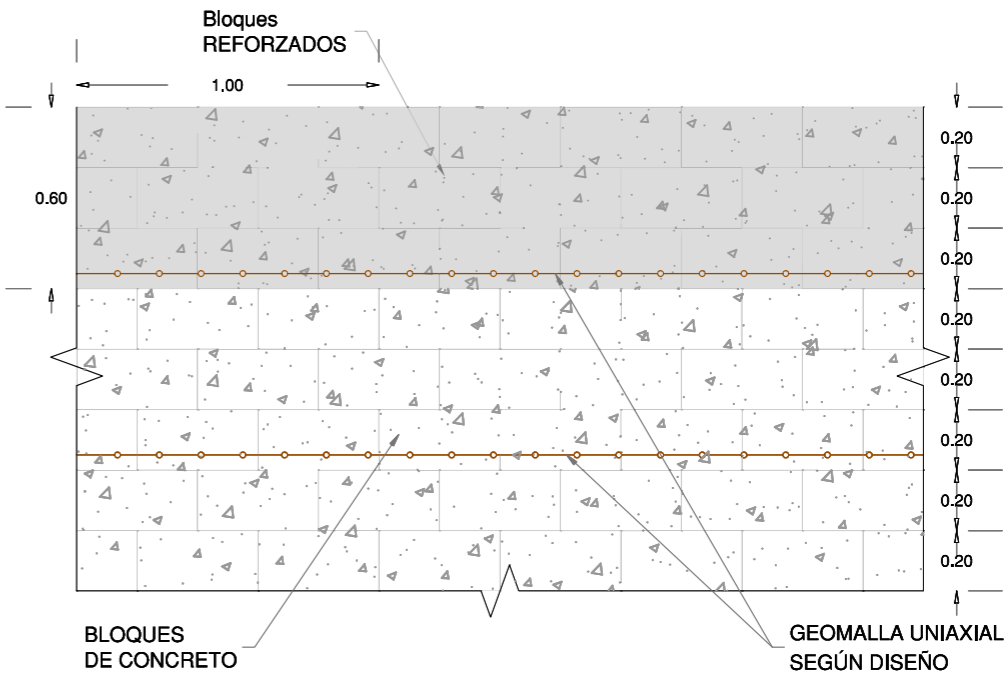 Bloques
REFORZADOS
1.00
0.60
0.20
0.20
0.20
0.20
0.20
0.20
0.20
0.20
BLOQUES
DE CONCRETO
GEOMALLA UNIAXIAL
SEGÚN DISEÑO